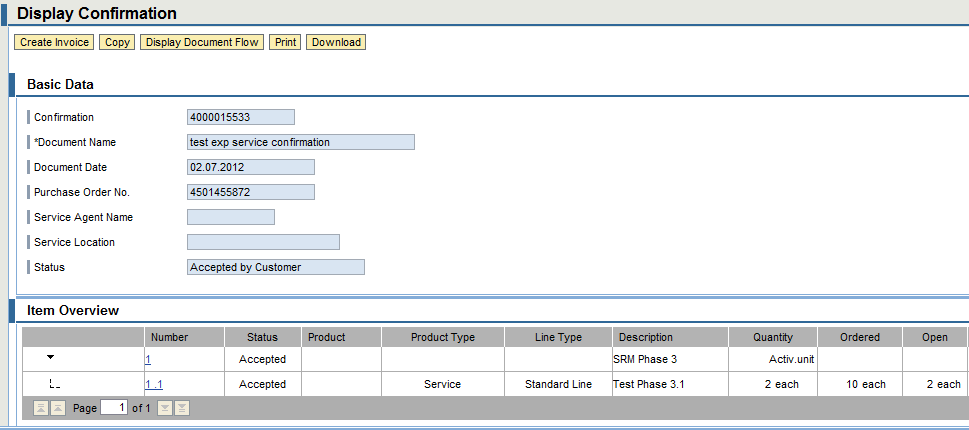 Display Confirmation
Create Invoice Copy Display Document Flow Print Download
Basic Data
Confirmation 4000015533
*Document Name test exp service confirmation
Document Date 02.07.2012
Purchase Order No. 4501455872
Service Agent Name
Service Location
Status Accepted by Customer
Item Overview
Number Status Product Product Type Line Type Description Quantity Ordered Open
1 Accepted SRM Phase 3 Activ.unit
1 .1 Accepted Service Standard Line Test Phase 3.1 2 each 10 each 2 each
Page 1 of 1